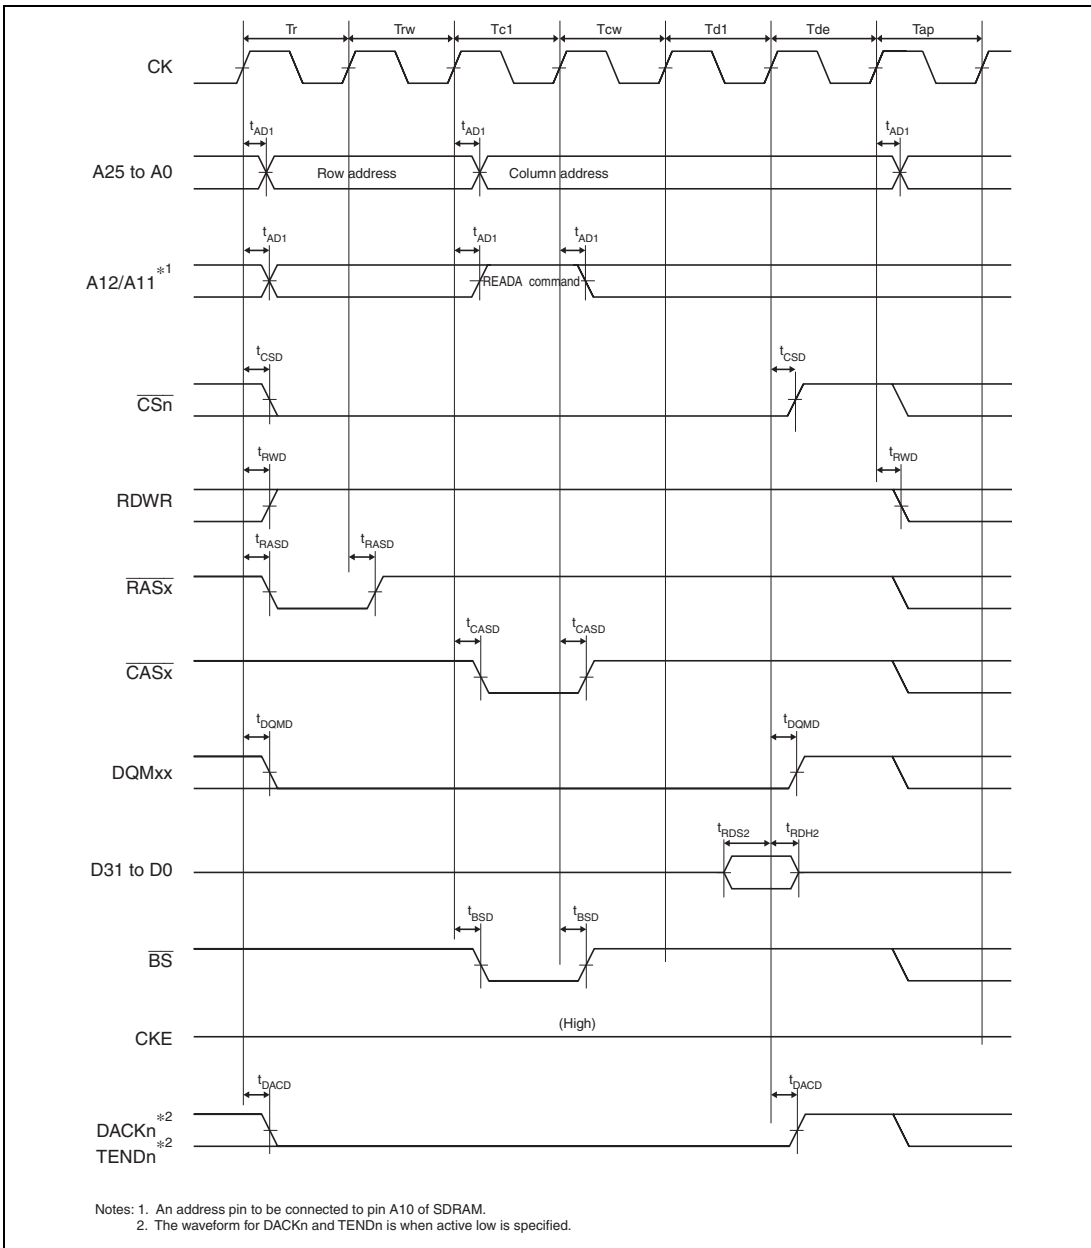 Tr Trw Tc1 Tcw Td1 Tde Tap
CK
tAD1 tAD1 tAD1
A25 to A0 Row address Column address
tAD1 tAD1 tAD1
A12/A11*1 READA command
tCSD tCSD
CSn
tRWD tRWD
RDWR
tRASD tRASD
RASx
tCASD tCASD
CASx
tDQMD tDQMD
DQMxx
tRDS2 tRDH2
D31 to D0
tBSD tBSD
BS
(High)
CKE
tDACD tDACD
DACKn*2
TENDn*2
Notes: 1. An address pin to be connected to pin A10 of SDRAM.
2. The waveform for DACKn and TENDn is when active low is specified.